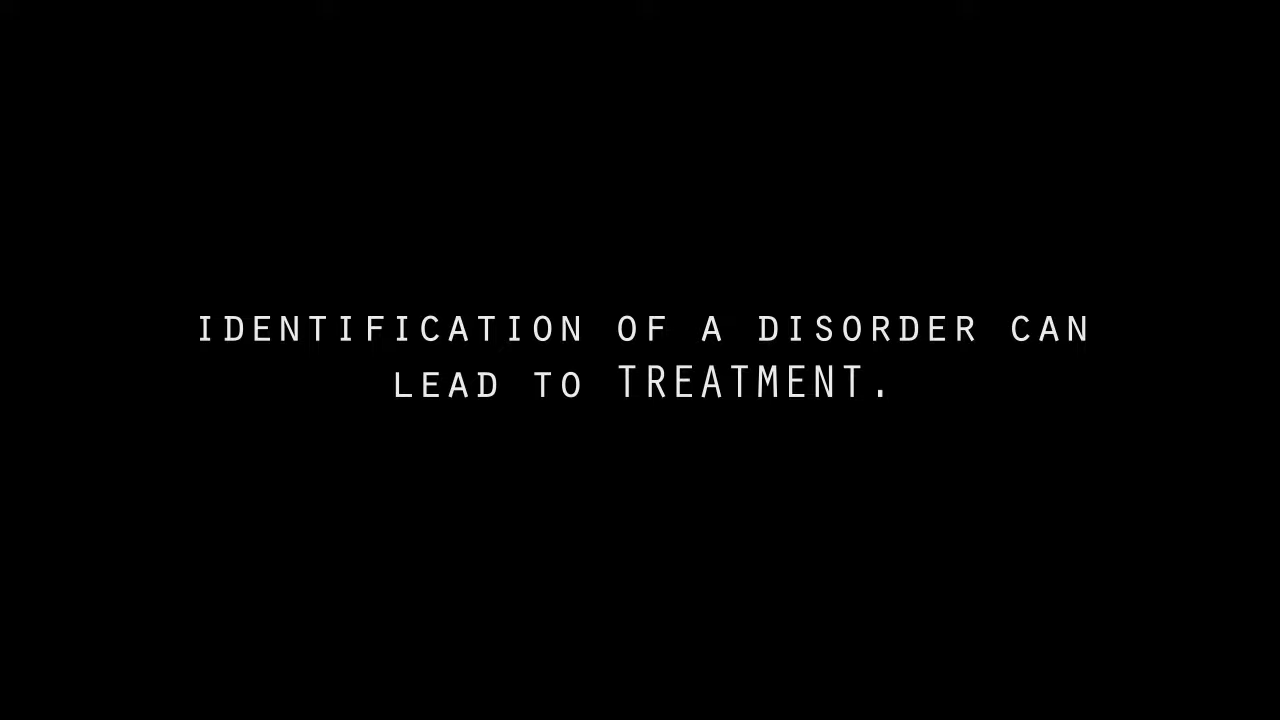 IDENTIFICATION OF A DISORDER CAN
LEAD TO TREATMENT.